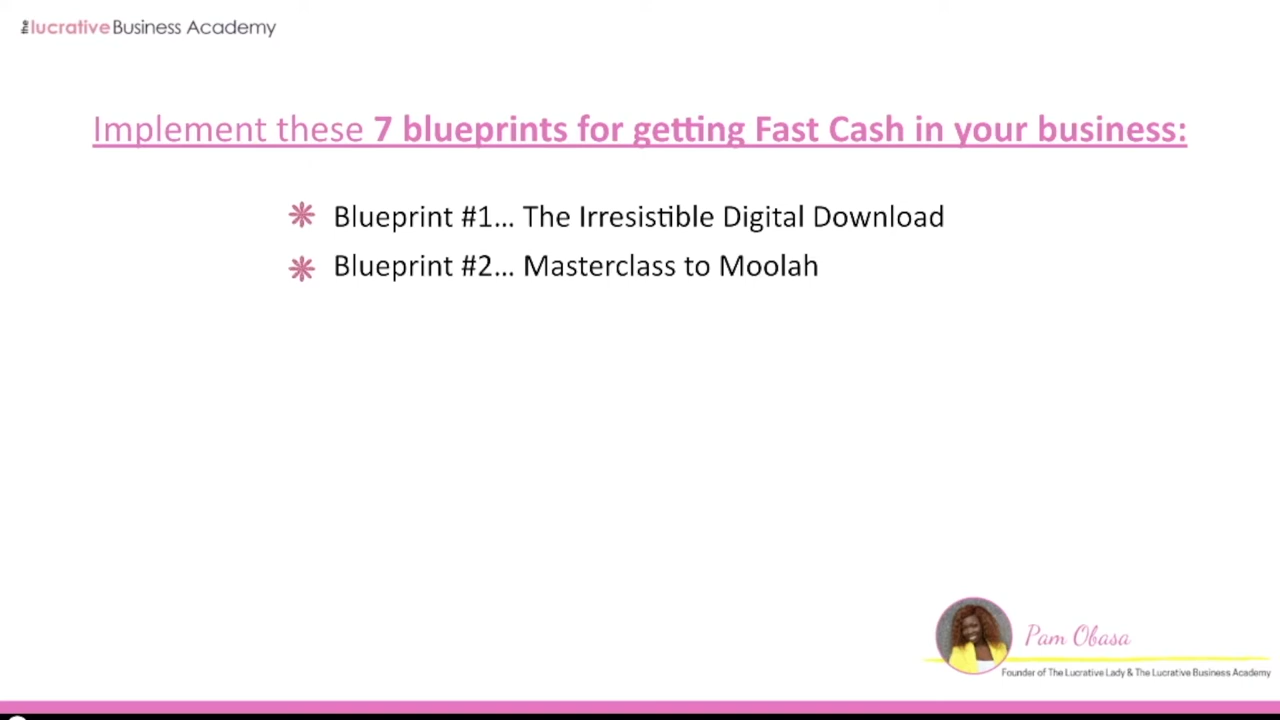 the lucrative Business Academy
Implement these 7 blueprints for getting Fast Cash in your business:
Blueprint #1... The Irresistible Digital Download
Blueprint #2... Masterclass to Moolah
Pam Obasa
Founder of The Lucrative Lady & The Lucrative Business Academy